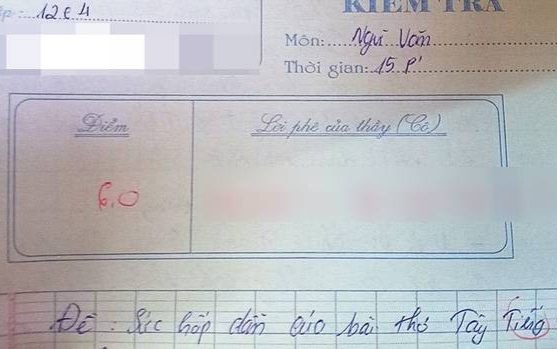 ớp: 12C4
KIỂM TRA
Môn: Ngữ Văn
Thời gian: 15 P'
Điểm
Lời phê của thầy (Cô)
6.0
Đề: Sức hấp dẫn của bài thơ Tây Tiếng